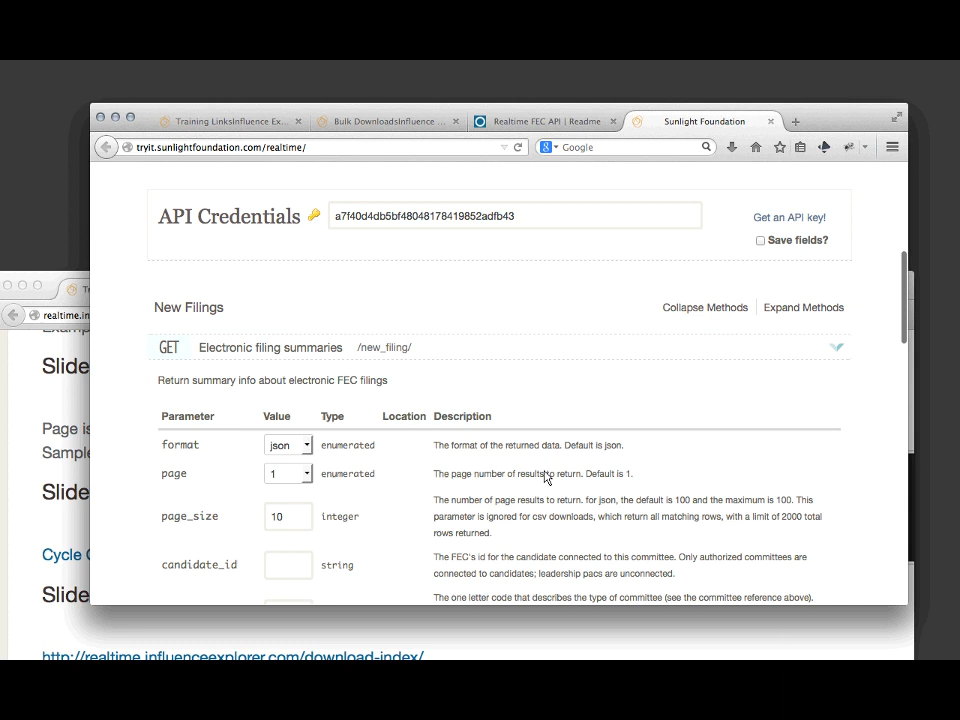 Training LinksInfluence Ex...
Bulk DownloadsInfluence ...
Realtime FEC API | Readme
Sunlight Foundation
tryit.sunlightfoundation.com/realtime/
Google
API Credentials
a7f40d4db5bf48048178419852adfb43
Get an API key!
Save fields?
New Filings
Collapse Methods
Expand Methods
GET Electronic filing summaries /new_filing/
Return summary info about electronic FEC filings
Parameter Value Type Location Description
format json enumerated The format of the returned data. Default is json.
page 1 enumerated The page number of results to return. Default is 1.
page_size 10 integer
The number of page results to return. for json, the default is 100 and the maximum is 100. This
parameter is ignored for csv downloads, which return all matching rows, with a limit of 2000 total
rows returned.
candidate_id string
The FEC's id for the candidate connected to this committee. Only authorized committees are
connected to candidates; leadership pacs are unconnected.
The one letter code that describes the type of committee (see the committee reference above).
realtime.in
Slide
Page is
Sample
Slide
Cycle
Slide
http://realtime.influenceexplorer.com/download-index/